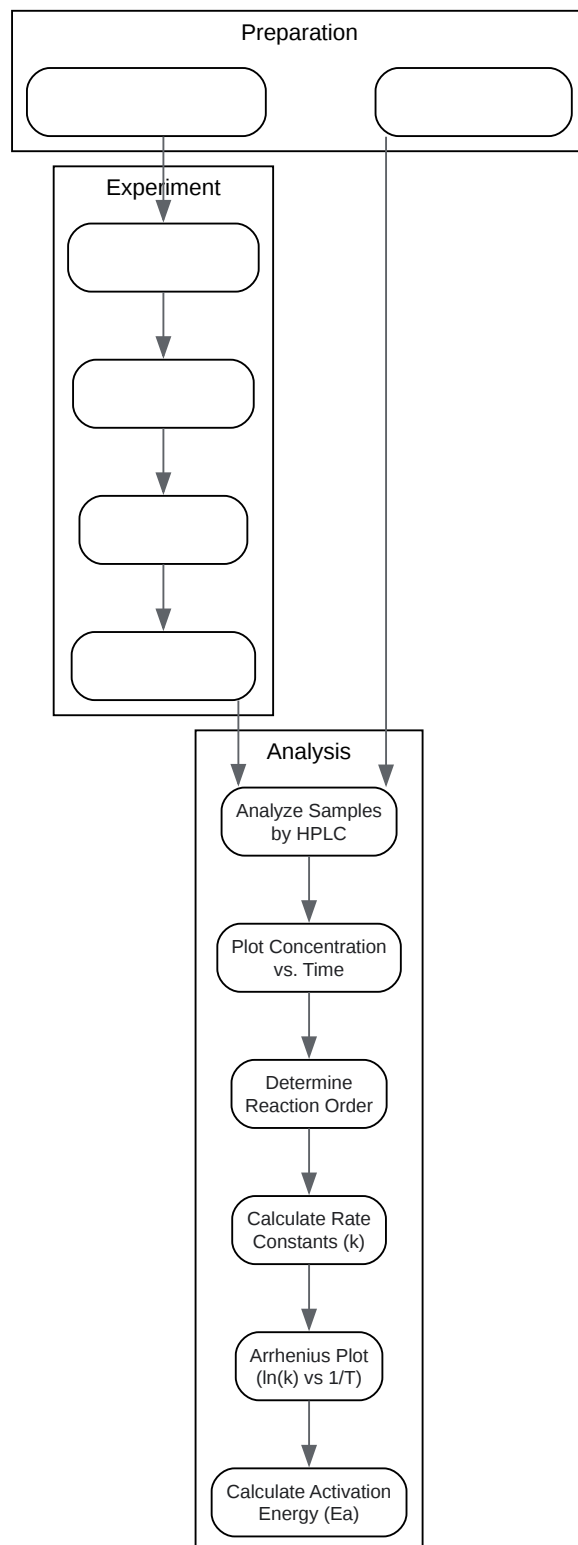 Preparation
Experiment
Analysis
Analyze Samples
by HPLC
Plot Concentration
vs. Time
Determine
Reaction Order
Calculate Rate
Constants (k)
Arrhenius Plot
(ln(k) vs 1/T)
Calculate Activation
Energy (Ea)